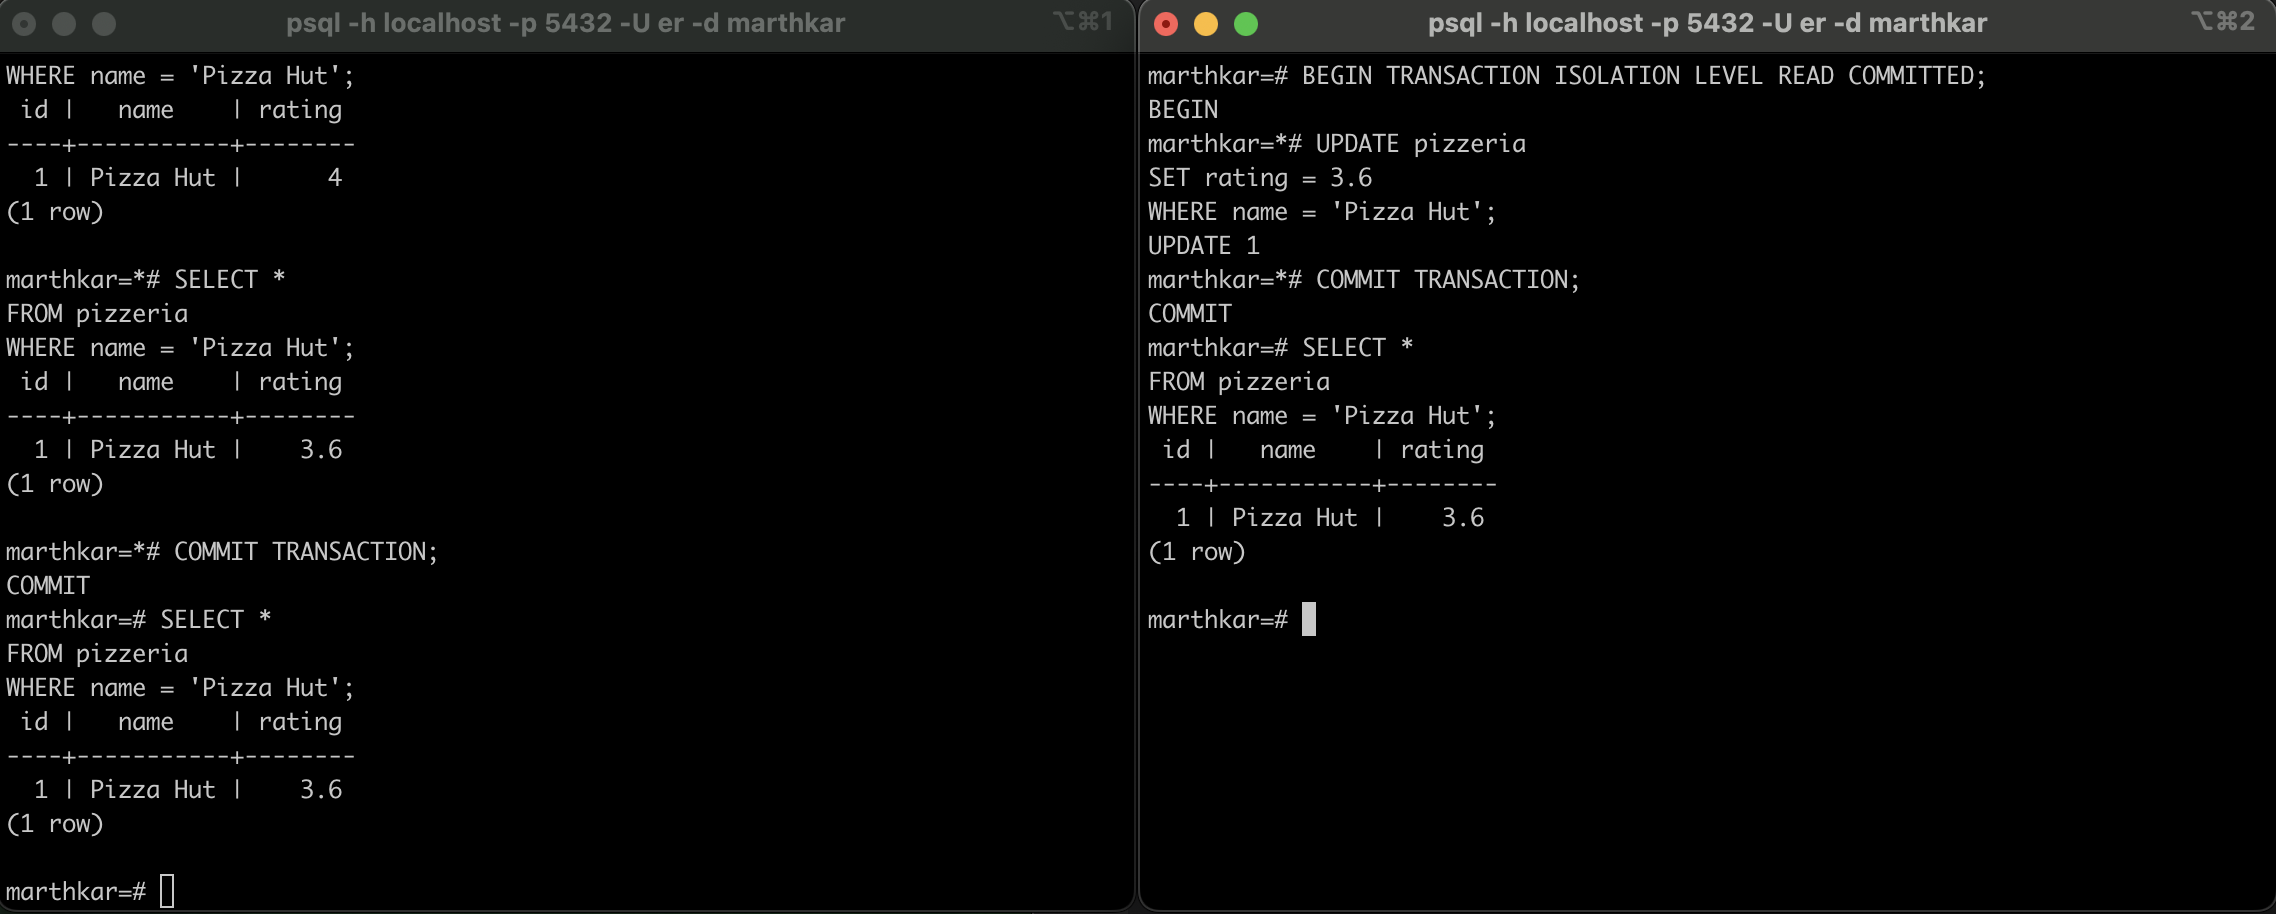 psql -h localhost -p 5432 -U er -d marthkar ⌥⌘1
WHERE name = 'Pizza Hut';
 id |   name    | rating
----+-----------+--------
  1 | Pizza Hut |      4
(1 row)
marthkar=*# SELECT *
FROM pizzeria
WHERE name = 'Pizza Hut';
 id |   name    | rating
----+-----------+--------
  1 | Pizza Hut |    3.6
(1 row)
marthkar=*# COMMIT TRANSACTION;
COMMIT
marthkar=# SELECT *
FROM pizzeria
WHERE name = 'Pizza Hut';
 id |   name    | rating
----+-----------+--------
  1 | Pizza Hut |    3.6
(1 row)
marthkar=#
psql -h localhost -p 5432 -U er -d marthkar ⌥⌘2
marthkar=# BEGIN TRANSACTION ISOLATION LEVEL READ COMMITTED;
BEGIN
marthkar=*# UPDATE pizzeria
SET rating = 3.6
WHERE name = 'Pizza Hut';
UPDATE 1
marthkar=*# COMMIT TRANSACTION;
COMMIT
marthkar=# SELECT *
FROM pizzeria
WHERE name = 'Pizza Hut';
 id |   name    | rating
----+-----------+--------
  1 | Pizza Hut |    3.6
(1 row)
marthkar=#